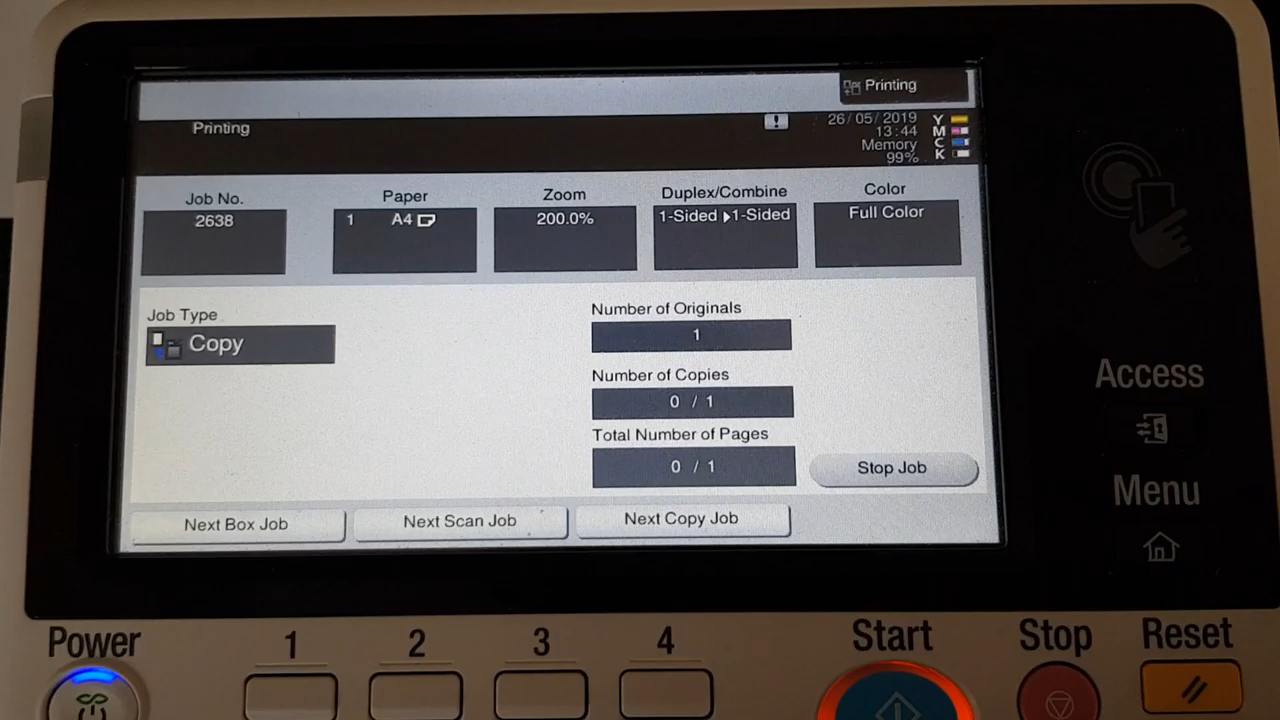 Printing
Printing
!
26/05/2019
13:44
Memory
99%
Y
M
C
K
Job No.
2638
Paper
1 A4
Zoom
200.0%
Duplex/Combine
1-Sided ▶1-Sided
Color
Full Color
Job Type
Copy
Number of Originals
1
Number of Copies
0 / 1
Total Number of Pages
0 / 1
Stop Job
Next Box Job
Next Scan Job
Next Copy Job
Access
Menu
Power
1
2
3
4
Start
Stop
Reset